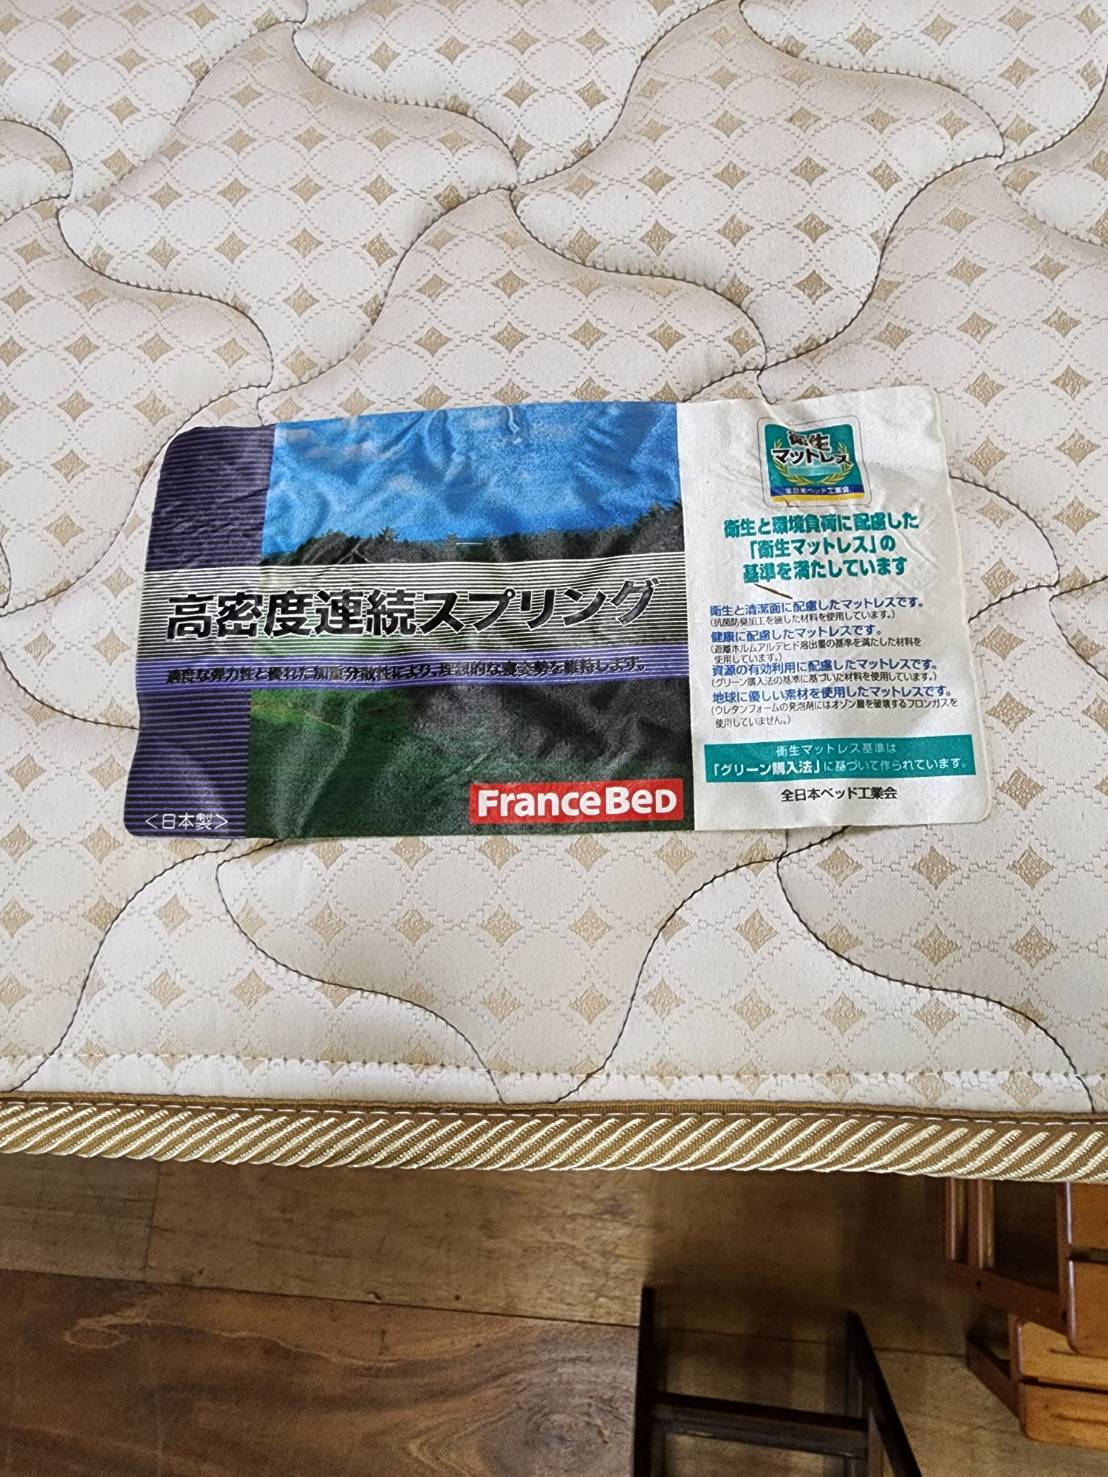 高密度連続スプリング
適度な弾力性と優れた加重分散性により、理想的な寝姿勢を維持します。
<日本製>
FranceBeD
衛生
マットレス
全日本ベッド工業会
衛生と環境負荷に配慮した
「衛生マットレス」の
基準を満たしています
衛生と清潔面に配慮したマットレスです。
(抗菌防臭加工を施した材料を使用しています。)
健康に配慮したマットレスです。
(遊離ホルムアルデヒド溶出量の基準を満たした材料を
使用しています。)
資源の有効利用に配慮したマットレスです。
(グリーン購入法の基準に基づいた材料を使用しています。)
地球に優しい素材を使用したマットレスです。
(ウレタンフォームの発泡剤にはオゾン層を破壊するフロンガスを
使用していません。)
衛生マットレス基準は
「グリーン購入法」に基づいて作られています。
全日本ベッド工業会